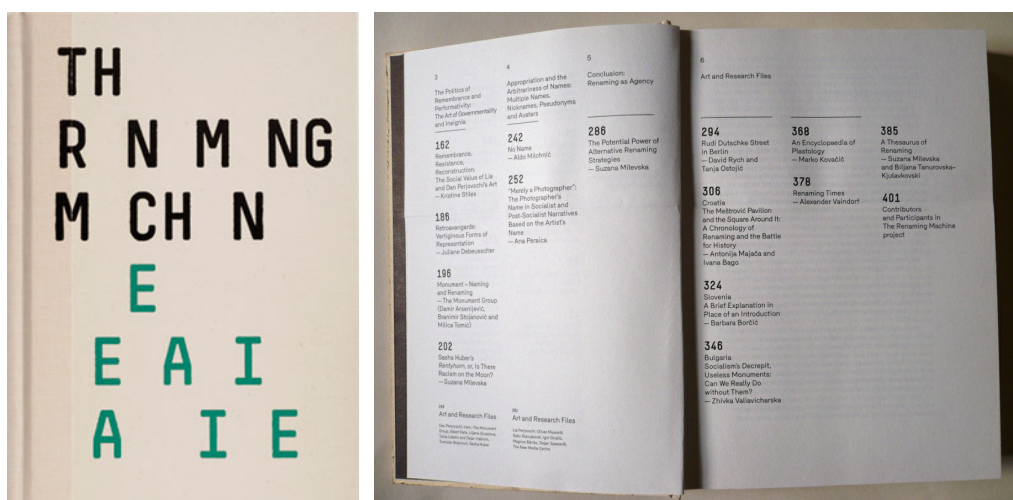 TH
R N M NG
M CH N
E
E A I
A I E
3
The Politics of
Remembrance and
Performativity:
The Art of Governmentality
and Insignia
162
Remembrance,
Resistance,
Reconstruction:
The Social Value of Lia
and Dan Perjovschi's Art
— Kristine Stiles
186
Retroavangarde:
Vertiginous Forms of
Representation
— Juliane Debeusscher
196
Monument – Naming
and Renaming
— The Monument Group
(Damir Arsenijević,
Branimir Stojanović and
Milica Tomić)
202
Sasha Huber's
Rentyhorn, or, Is There
Racism on the Moon?
— Suzana Milevska
Art and Research Files
4
Appropriation and the
Arbitrariness of Names:
Multiple Names,
Nicknames, Pseudonyms
and Avatars
242
No Name
— Aldo Milohnić
252
"Merely a Photographer":
The Photographer's
Name in Socialist and
Post-Socialist Narratives
Based on the Artist's
Name
— Ana Peraica
Art and Research Files
5
Conclusion:
Renaming as Agency
286
The Potential Power of
Alternative Renaming
Strategies
— Suzana Milevska
6
Art and Research Files
294
Rudi Dutschke Street
in Berlin
— David Rych and
Tanja Ostojić
306
Croatia
The Meštrović Pavilion
and the Square Around It:
A Chronology of
Renaming and the Battle
for History
— Antonija Majača and
Ivana Bago
324
Slovenia
A Brief Explanation in
Place of an Introduction
— Barbara Borčić
346
Bulgaria
Socialism's Decrepit,
Useless Monuments:
Can We Really Do
without Them?
— Zhivka Valiavicharska
368
An Encyclopaedia of
Plastology
— Marko Kovačič
378
Renaming Times
— Alexander Vaindorf
385
A Thesaurus of
Renaming
— Suzana Milevska
and Biljana Tanurovska-
Kjulavkovski
401
Contributors
and Participants in
The Renaming Machine
project